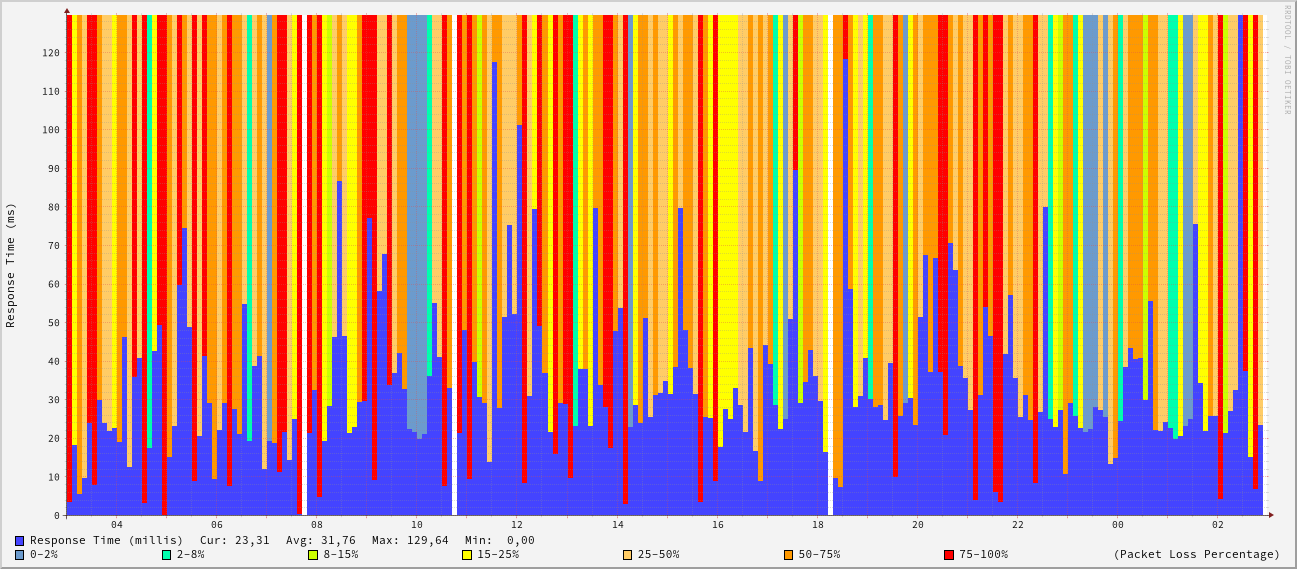 RRDTOOL / TOBI OETIKER
Response Time (ms)
120
110
100
90
80
70
60
50
40
30
20
10
0
04 06 08 10 12 14 16 18 20 22 00 02
Response Time (millis) Cur: 23,31 Avg: 31,76 Max: 129,64 Min: 0,00
0-2% 2-8% 8-15% 15-25% 25-50% 50-75% 75-100% (Packet Loss Percentage)